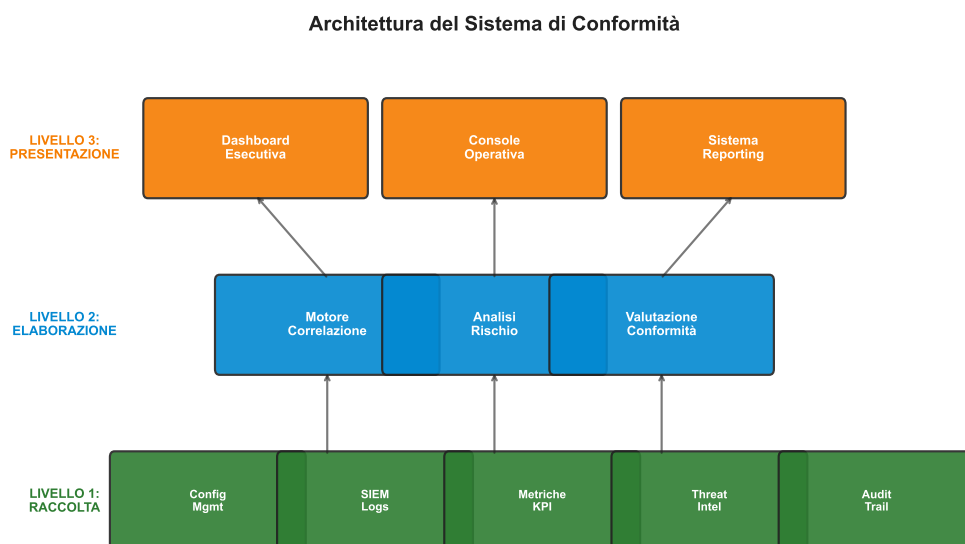 Architettura del Sistema di Conformità
LIVELLO 3:
PRESENTAZIONE
Dashboard
Esecutiva
Console
Operativa
Sistema
Reporting
LIVELLO 2:
ELABORAZIONE
Motore
Correlazione
Analisi
Rischio
Valutazione
Conformità
LIVELLO 1:
RACCOLTA
Config
Mgmt
SIEM
Logs
Metriche
KPI
Threat
Intel
Audit
Trail